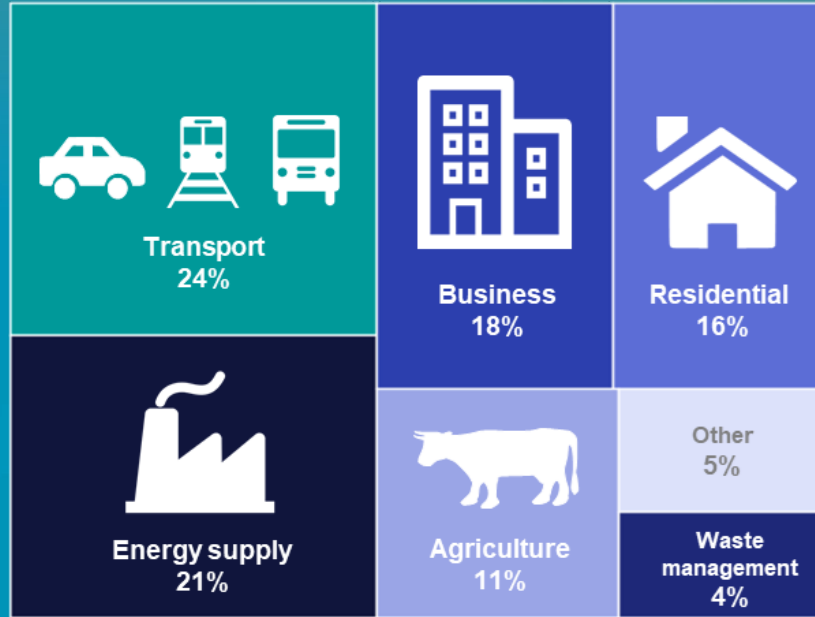 Transport
24%
Business
18%
Residential
16%
Energy supply
21%
Agriculture
11%
Other
5%
Waste
management
4%